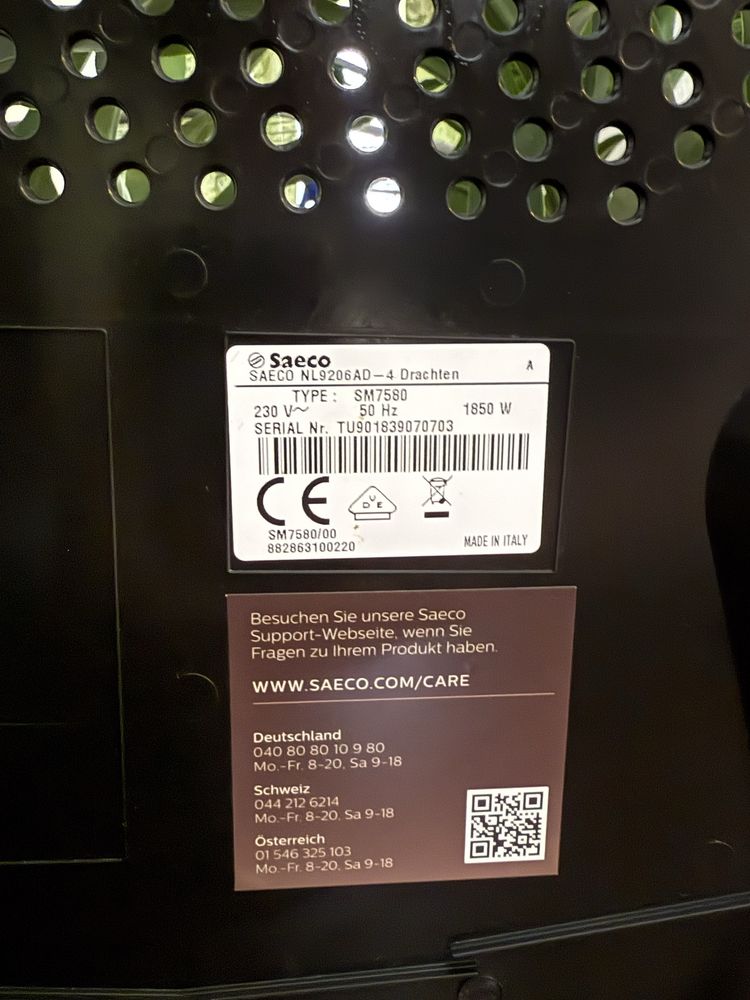 Saeco
SAECO NL9206AD-4 Drachten A
TYPE: SM7580
230 V~ 50 Hz 1850 W
SERIAL Nr. TU901839070703
CE DVE
SM7580/00
882863100220 MADE IN ITALY
Besuchen Sie unsere Saeco
Support-Webseite, wenn Sie
Fragen zu Ihrem Produkt haben.
WWW.SAECO.COM/CARE
Deutschland
040 80 80 10 9 80
Mo.-Fr. 8-20, Sa 9-18
Schweiz
044 212 6214
Mo.-Fr. 8-20, Sa 9-18
Österreich
01 546 325 103
Mo.-Fr. 8-20, Sa 9-18